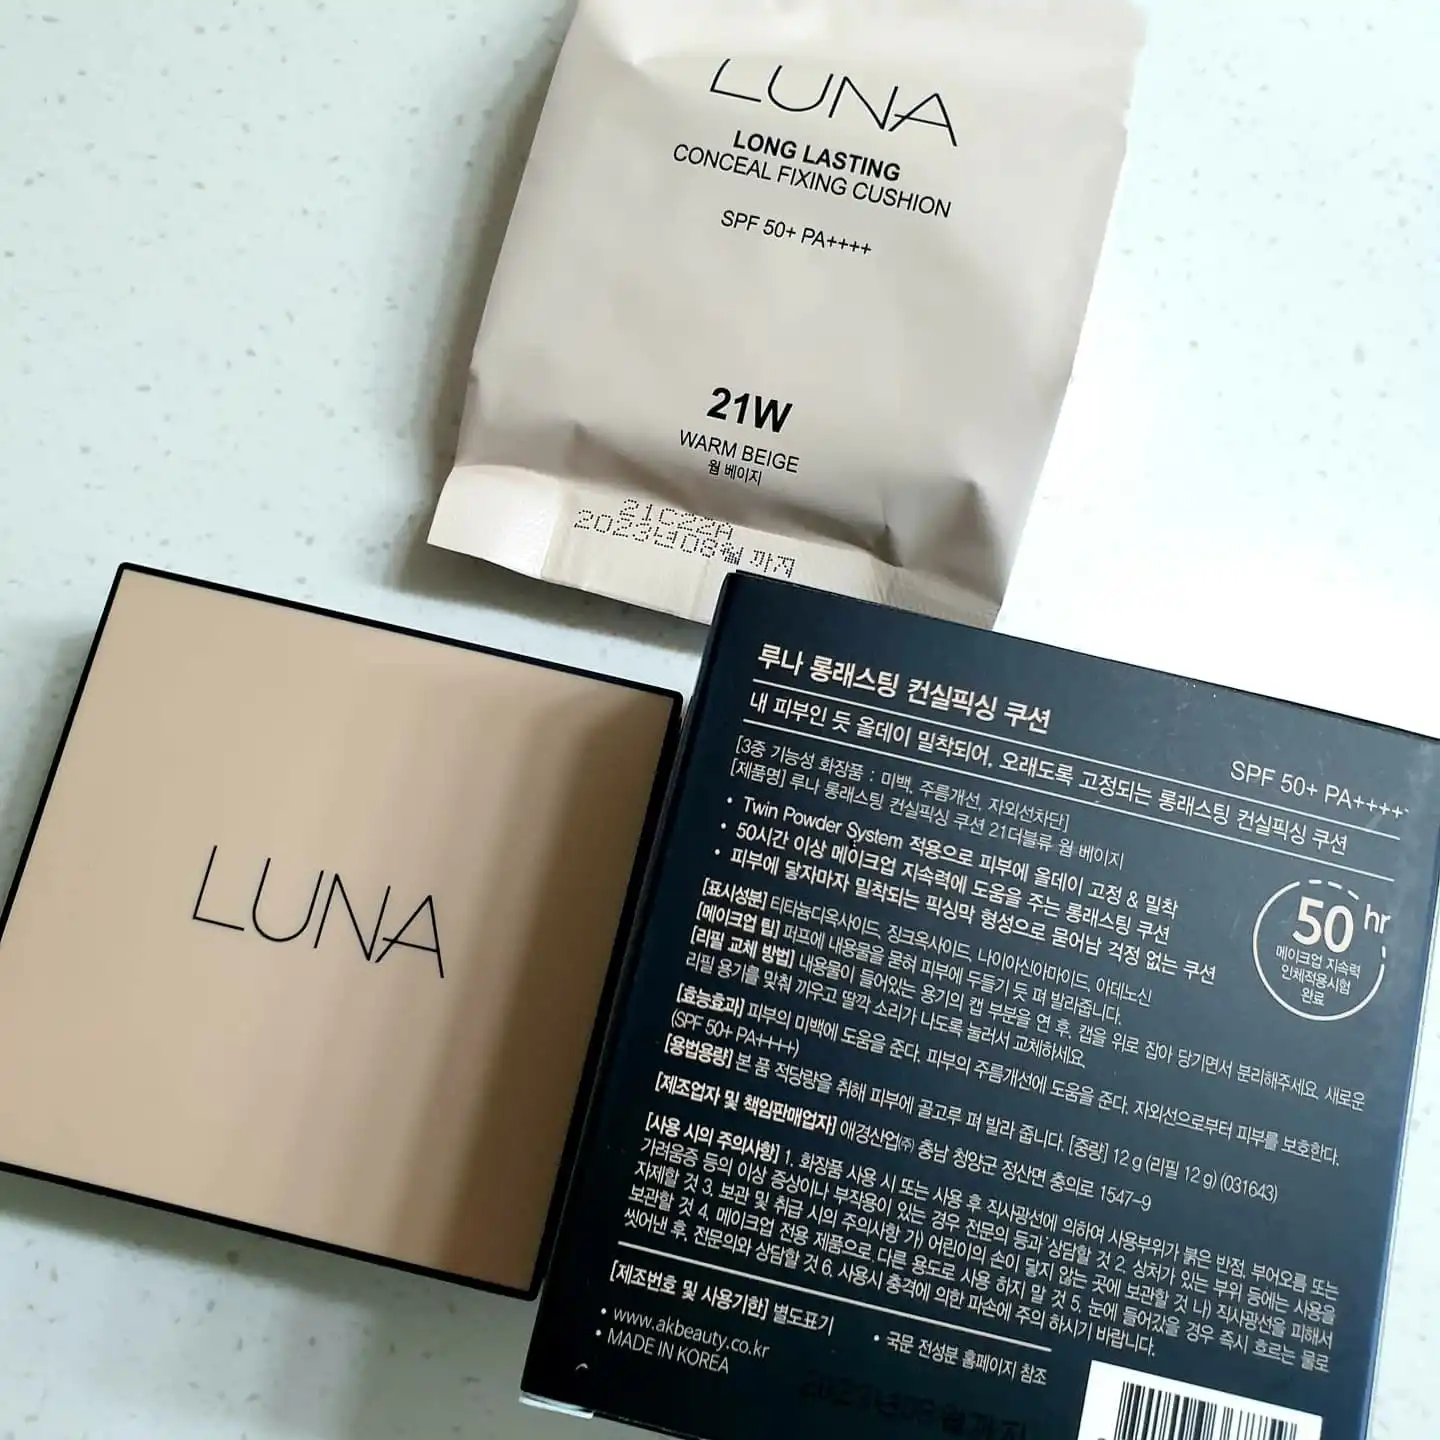 LUNA
LONG LASTING
CONCEAL FIXING CUSHION
SPF 50+ PA++++
21W
WARM BEIGE
웜 베이지
21C22A
2023년08월 까지
LUNA
루나 롱래스팅 컨실픽싱 쿠션
SPF 50+ PA++++
내 피부인 듯 올데이 밀착되어, 오래도록 고정되는 롱래스팅 컨실픽싱 쿠션
[3중 기능성 화장품 : 미백, 주름개선, 자외선차단]
[제품명] 루나 롱래스팅 컨실픽싱 쿠션 21더블류 웜 베이지
• Twin Powder System 적용으로 피부에 올데이 고정 & 밀착
• 50시간 이상 메이크업 지속력에 도움을 주는 롱래스팅 쿠션
• 피부에 닿자마자 밀착되는 픽싱막 형성으로 묻어남 걱정 없는 쿠션
50 hr
메이크업 지속력
인체적용시험
완료
[표시성분] 티타늄디옥사이드, 징크옥사이드, 나이아신아마이드, 아데노신
[메이크업 팁] 퍼프에 내용물을 묻혀 피부에 두들기 듯 펴 발라줍니다.
[리필 교체 방법] 내용물이 들어있는 용기의 캡 부분을 연 후, 캡을 위로 잡아 당기면서 분리해주세요. 새로운
리필 용기를 맞춰 끼우고 딸깍 소리가 나도록 눌러서 교체하세요.
[효능효과] 피부의 미백에 도움을 준다. 피부의 주름개선에 도움을 준다. 자외선으로부터 피부를 보호한다.
(SPF 50+ PA++++)
[용법용량] 본 품 적당량을 취해 피부에 골고루 펴 발라 줍니다. [중량] 12 g (리필 12 g) (031643)
[제조업자 및 책임판매업자] 애경산업㈜ 충남 청양군 정산면 충의로 1547-9
[사용 시의 주의사항] 1. 화장품 사용 시 또는 사용 후 직사광선에 의하여 사용부위가 붉은 반점, 부어오름 또는
가려움증 등의 이상 증상이나 부작용이 있는 경우 전문의 등과 상담할 것 2. 상처가 있는 부위 등에는 사용을
자제할 것 3. 보관 및 취급 시의 주의사항 가) 어린이의 손이 닿지 않는 곳에 보관할 것 나) 직사광선을 피해서
보관할 것 4. 메이크업 전용 제품으로 다른 용도로 사용 하지 말 것 5. 눈에 들어갔을 경우 즉시 흐르는 물로
씻어낸 후, 전문의와 상담할 것 6. 사용시 충격에 의한 파손에 주의 하시기 바랍니다.
[제조번호 및 사용기한] 별도표기
• www.akbeauty.co.kr
• 국문 전성분 홈페이지 참조
• MADE IN KOREA
2023년08월까지